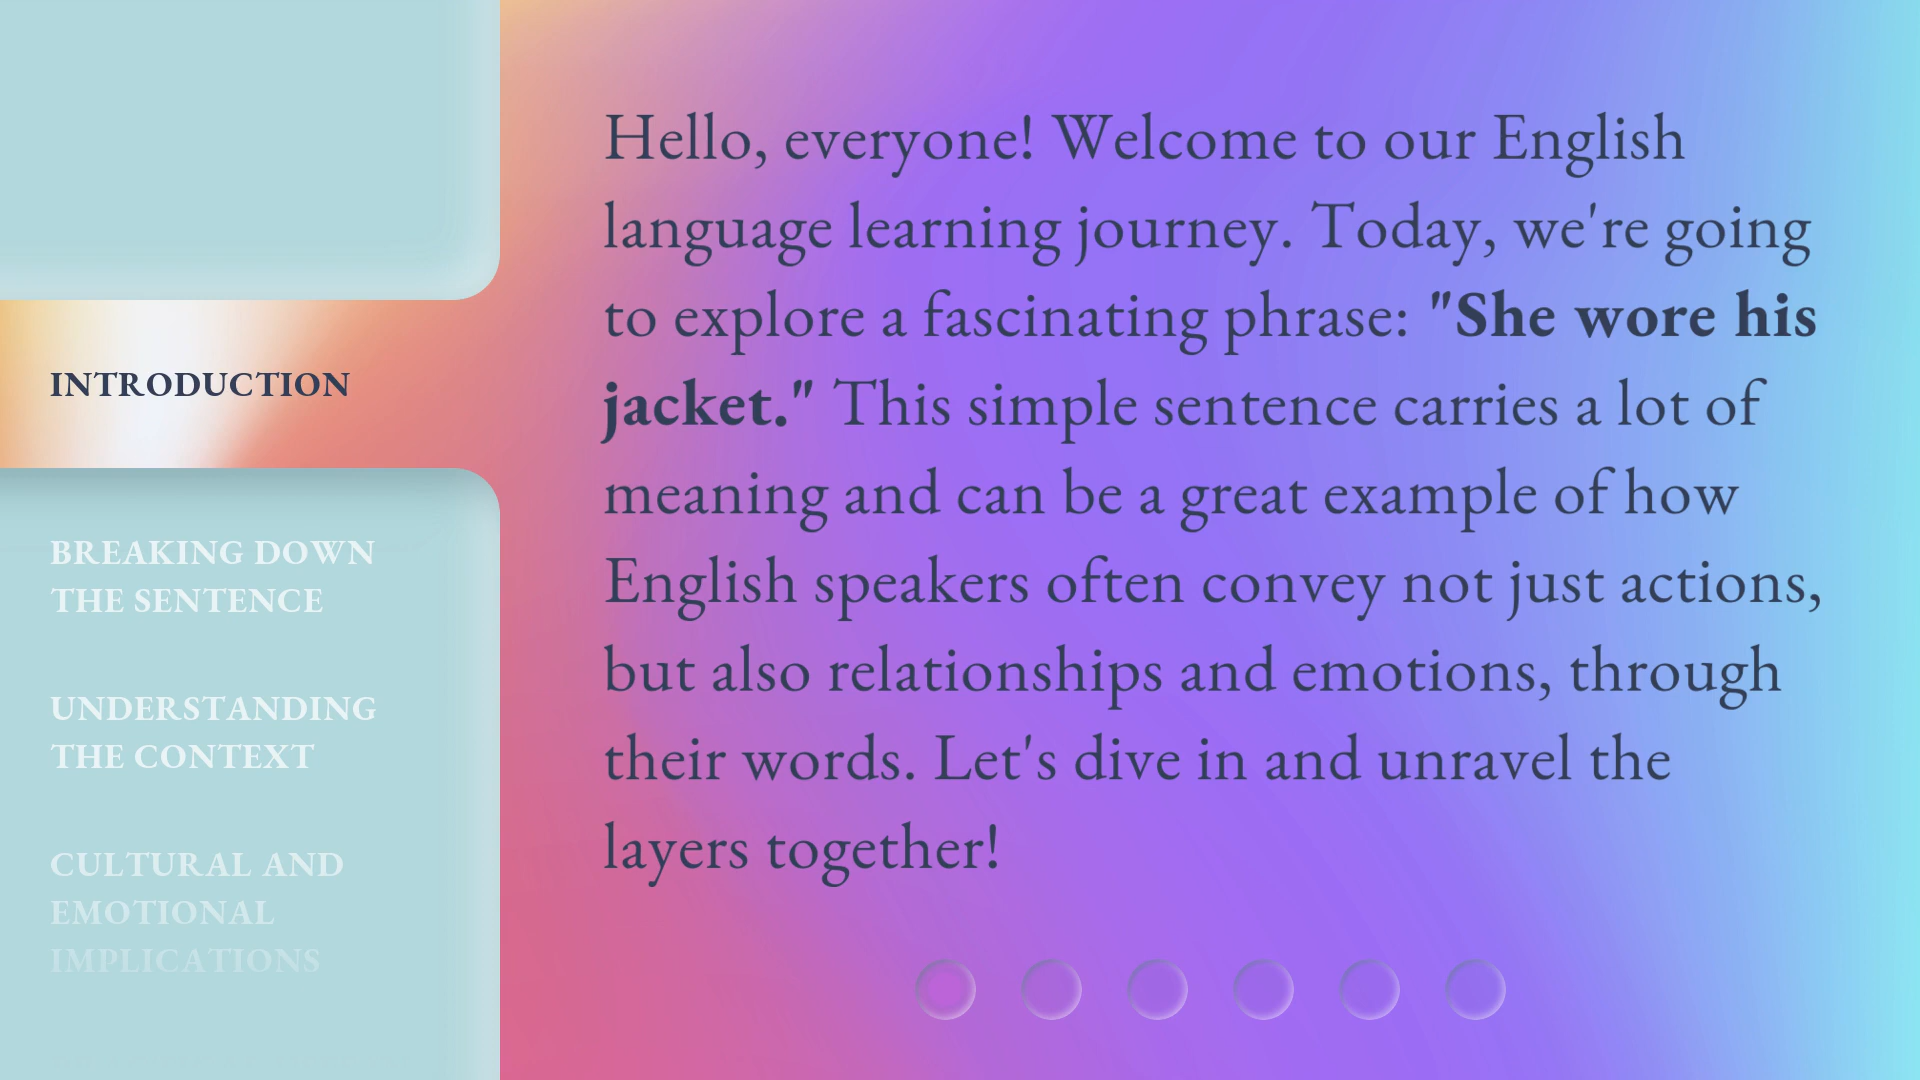 INTRODUCTION
BREAKING DOWN
THE SENTENCE
UNDERSTANDING
THE CONTEXT
CULTURAL AND
EMOTIONAL
IMPLICATIONS
Hello, everyone! Welcome to our English
language learning journey. Today, we're going
to explore a fascinating phrase: "She wore his
jacket." This simple sentence carries a lot of
meaning and can be a great example of how
English speakers often convey not just actions,
but also relationships and emotions, through
their words. Let's dive in and unravel the
layers together!